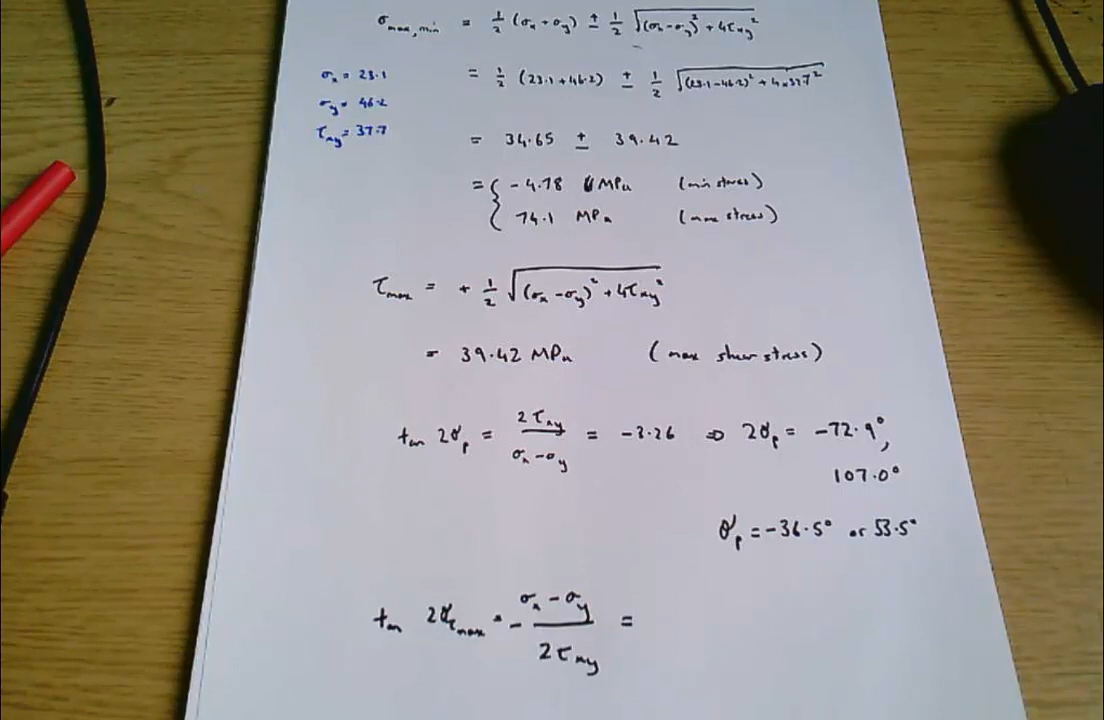 σmax,min = 1/2 (σx + σy) ± 1/2 √((σx - σy)² + 4τxy²)
σx = 23.1
= 1/2 (23.1 + 46.2) ± 1/2 √((23.1 - 46.2)² + 4×37.7²)
σy = 46.2
τxy = 37.7
= 34.65 ± 39.42
= { -4.78 MPa (min stress)
74.1 MPa (max stress)
τmax = + 1/2 √((σx - σy)² + 4τxy²)
= 39.42 MPa (max shear stress)
tan 2θp = 2τxy / (σx - σy) = -3.26 ⇒ 2θp = -72.9°,
107.0°
θp = -36.5° or 53.5°
tan 2θτmax = - (σx - σy) / 2τxy =